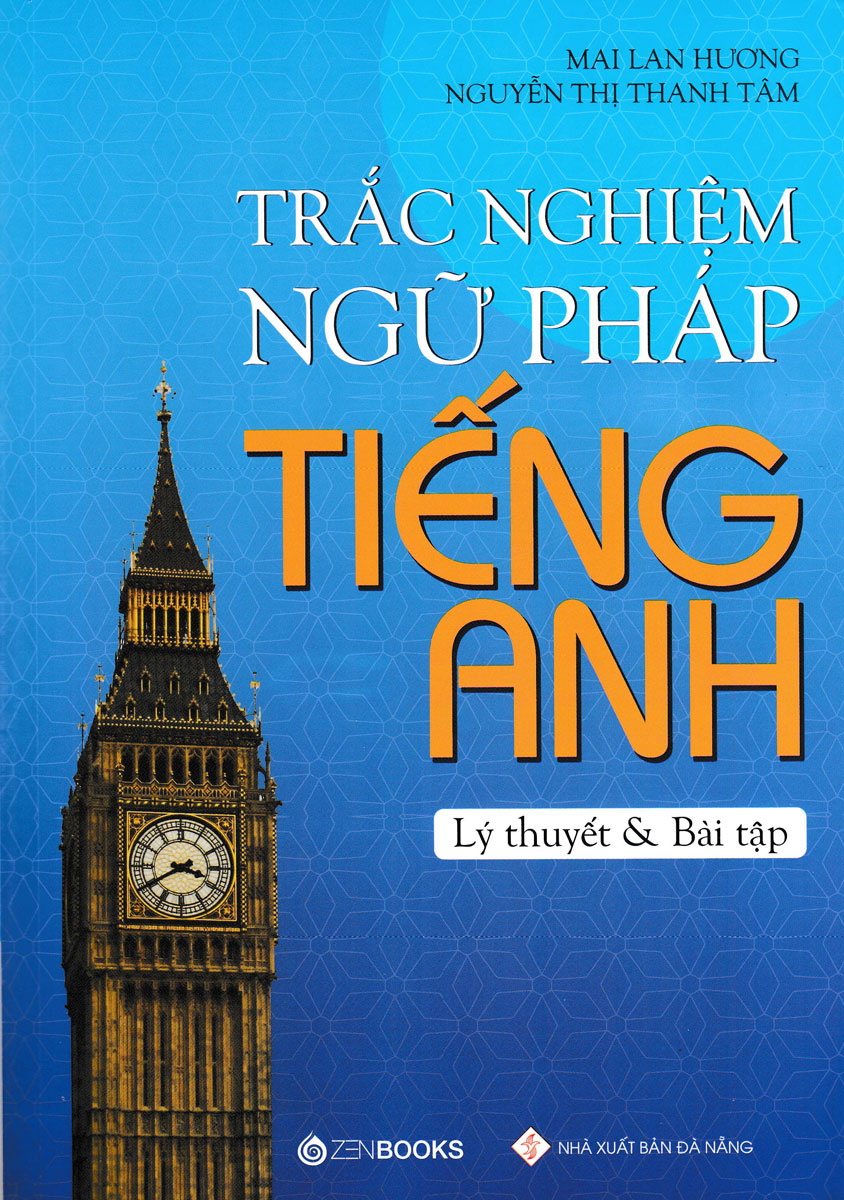 MAI LAN HƯƠNG
NGUYỄN THỊ THANH TÂM
TRẮC NGHIỆM
NGỮ PHÁP
TIẾNG
ANH
Lý thuyết & Bài tập
ZENBOOKS
NHÀ XUẤT BẢN ĐÀ NẴNG